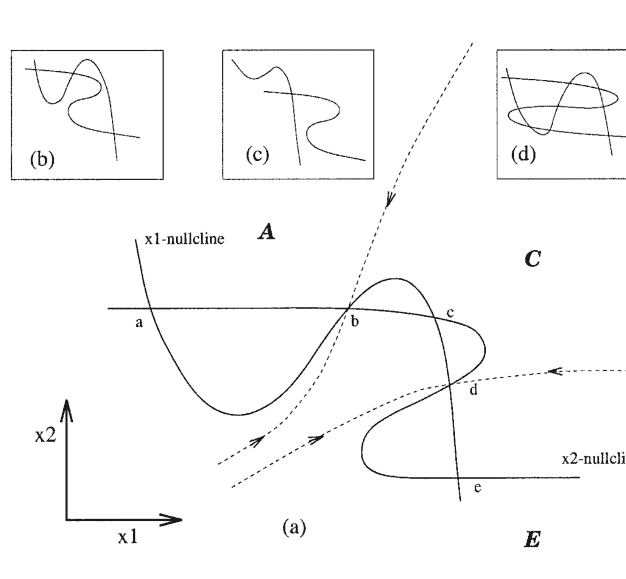 (b)
(c)
(d)
A
x1-nullcline
C
a
b
c
d
x2
x2-nullcli
e
(a)
x1
E